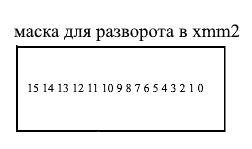 маска для разворота в xmm2
15 14 13 12 11 10 9 8 7 6 5 4 3 2 1 0